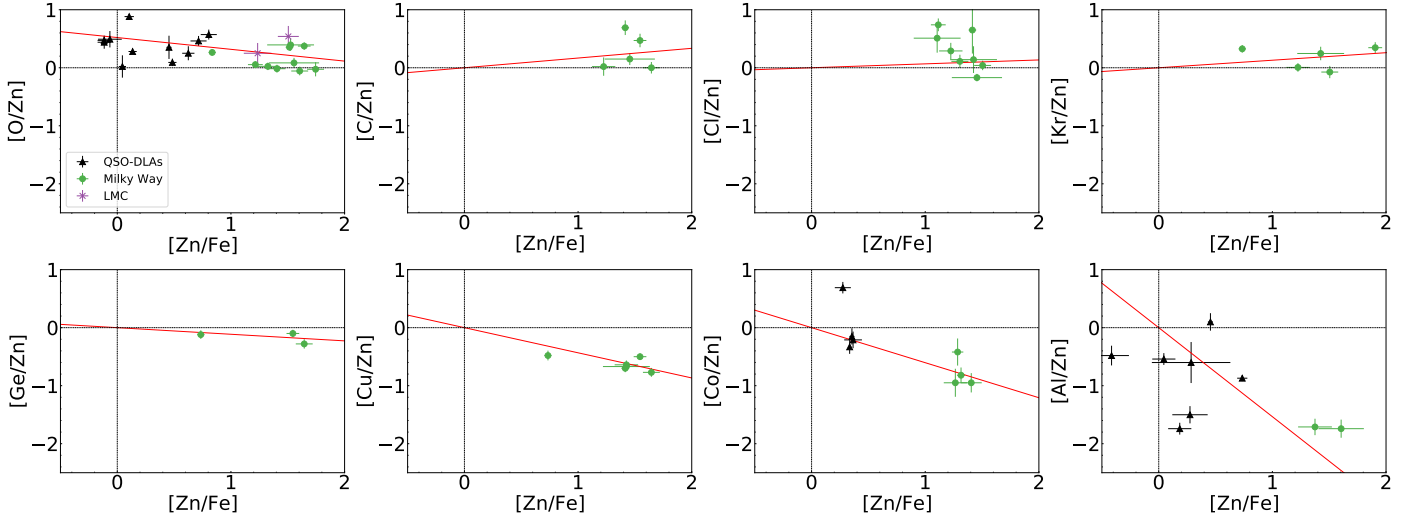 [O/Zn]
1
0
−1
−2
QSO-DLAs
Milky Way
LMC
0
1
2
[Zn/Fe]
[C/Zn]
1
0
−1
−2
0
1
2
[Zn/Fe]
[Cl/Zn]
1
0
−1
−2
0
1
2
[Zn/Fe]
[Kr/Zn]
1
0
−1
−2
0
1
2
[Zn/Fe]
[Ge/Zn]
1
0
−1
−2
0
1
2
[Zn/Fe]
[Cu/Zn]
1
0
−1
−2
0
1
2
[Zn/Fe]
[Co/Zn]
1
0
−1
−2
0
1
2
[Zn/Fe]
[Al/Zn]
1
0
−1
−2
0
1
2
[Zn/Fe]